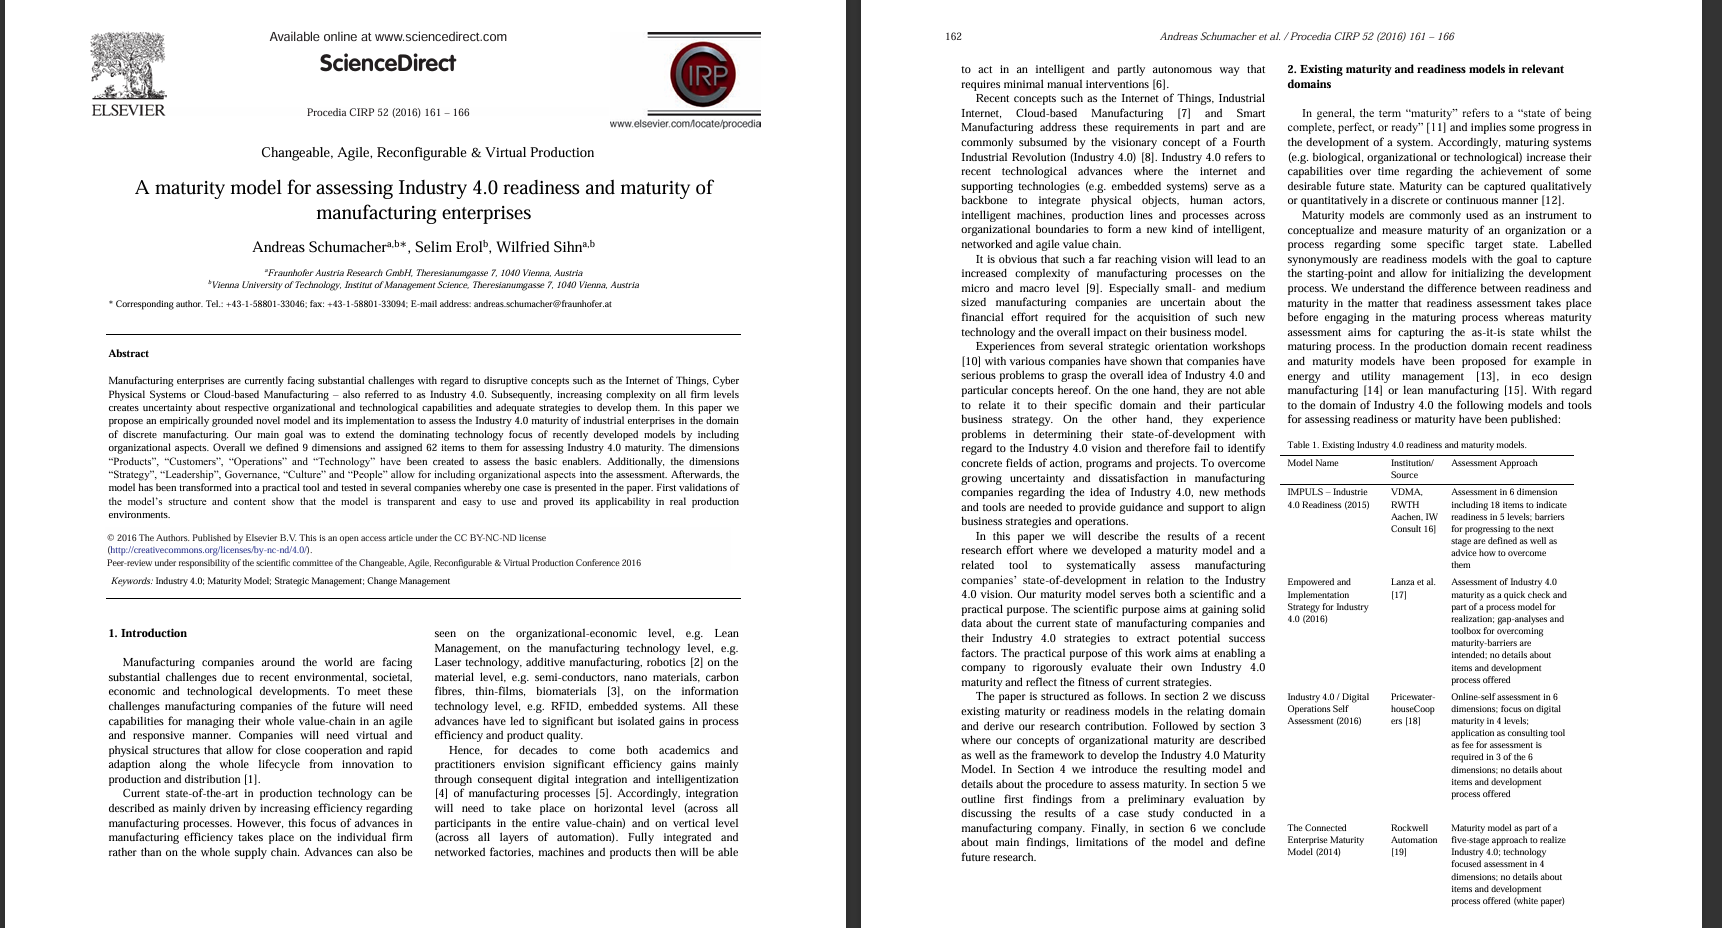 ELSEVIER
Available online at www.sciencedirect.com
ScienceDirect
Procedia CIRP 52 (2016) 161 – 166
CIRP
www.elsevier.com/locate/procedia
Changeable, Agile, Reconfigurable & Virtual Production
A maturity model for assessing Industry 4.0 readiness and maturity of
manufacturing enterprises
Andreas Schumacherᵃ,ᵇ*, Selim Erolᵇ, Wilfried Sihnᵃ,ᵇ
ᵃFraunhofer Austria Research GmbH, Theresianumgasse 7, 1040 Vienna, Austria
ᵇVienna University of Technology, Institut of Management Science, Theresianumgasse 7, 1040 Vienna, Austria
* Corresponding author. Tel.: +43-1-58801-33046; fax: +43-1-58801-33094; E-mail address: andreas.schumacher@fraunhofer.at
Abstract
Manufacturing enterprises are currently facing substantial challenges with regard to disruptive concepts such as the Internet of Things, Cyber
Physical Systems or Cloud-based Manufacturing – also referred to as Industry 4.0. Subsequently, increasing complexity on all firm levels
creates uncertainty about respective organizational and technological capabilities and adequate strategies to develop them. In this paper we
propose an empirically grounded novel model and its implementation to assess the Industry 4.0 maturity of industrial enterprises in the domain
of discrete manufacturing. Our main goal was to extend the dominating technology focus of recently developed models by including
organizational aspects. Overall we defined 9 dimensions and assigned 62 items to them for assessing Industry 4.0 maturity. The dimensions
“Products”, “Customers”, “Operations” and “Technology” have been created to assess the basic enablers. Additionally, the dimensions
“Strategy”, “Leadership”, Governance, “Culture” and “People” allow for including organizational aspects into the assessment. Afterwards, the
model has been transformed into a practical tool and tested in several companies whereby one case is presented in the paper. First validations of
the model’s structure and content show that the model is transparent and easy to use and proved its applicability in real production
environments.
© 2016 The Authors. Published by Elsevier B.V. This is an open access article under the CC BY-NC-ND license
(http://creativecommons.org/licenses/by-nc-nd/4.0/).
Peer-review under responsibility of the scientific committee of the Changeable, Agile, Reconfigurable & Virtual Production Conference 2016
Keywords: Industry 4.0; Maturity Model; Strategic Management; Change Management
1. Introduction
Manufacturing companies around the world are facing
substantial challenges due to recent environmental, societal,
economic and technological developments. To meet these
challenges manufacturing companies of the future will need
capabilities for managing their whole value-chain in an agile
and responsive manner. Companies will need virtual and
physical structures that allow for close cooperation and rapid
adaption along the whole lifecycle from innovation to
production and distribution [1].
Current state-of-the-art in production technology can be
described as mainly driven by increasing efficiency regarding
manufacturing processes. However, this focus of advances in
manufacturing efficiency takes place on the individual firm
rather than on the whole supply chain. Advances can also be
seen on the organizational-economic level, e.g. Lean
Management, on the manufacturing technology level, e.g.
Laser technology, additive manufacturing, robotics [2] on the
material level, e.g. semi-conductors, nano materials, carbon
fibres, thin-films, biomaterials [3], on the information
technology level, e.g. RFID, embedded systems. All these
advances have led to significant but isolated gains in process
efficiency and product quality.
Hence, for decades to come both academics and
practitioners envision significant efficiency gains mainly
through consequent digital integration and intelligentization
[4] of manufacturing processes [5]. Accordingly, integration
will need to take place on horizontal level (across all
participants in the entire value-chain) and on vertical level
(across all layers of automation). Fully integrated and
networked factories, machines and products then will be able
162
Andreas Schumacher et al. / Procedia CIRP 52 (2016) 161 – 166
to act in an intelligent and partly autonomous way that
requires minimal manual interventions [6].
Recent concepts such as the Internet of Things, Industrial
Internet, Cloud-based Manufacturing [7] and Smart
Manufacturing address these requirements in part and are
commonly subsumed by the visionary concept of a Fourth
Industrial Revolution (Industry 4.0) [8]. Industry 4.0 refers to
recent technological advances where the internet and
supporting technologies (e.g. embedded systems) serve as a
backbone to integrate physical objects, human actors,
intelligent machines, production lines and processes across
organizational boundaries to form a new kind of intelligent,
networked and agile value chain.
It is obvious that such a far reaching vision will lead to an
increased complexity of manufacturing processes on the
micro and macro level [9]. Especially small- and medium
sized manufacturing companies are uncertain about the
financial effort required for the acquisition of such new
technology and the overall impact on their business model.
Experiences from several strategic orientation workshops
[10] with various companies have shown that companies have
serious problems to grasp the overall idea of Industry 4.0 and
particular concepts hereof. On the one hand, they are not able
to relate it to their specific domain and their particular
business strategy. On the other hand, they experience
problems in determining their state-of-development with
regard to the Industry 4.0 vision and therefore fail to identify
concrete fields of action, programs and projects. To overcome
growing uncertainty and dissatisfaction in manufacturing
companies regarding the idea of Industry 4.0, new methods
and tools are needed to provide guidance and support to align
business strategies and operations.
In this paper we will describe the results of a recent
research effort where we developed a maturity model and a
related tool to systematically assess manufacturing
companies’ state-of-development in relation to the Industry
4.0 vision. Our maturity model serves both a scientific and a
practical purpose. The scientific purpose aims at gaining solid
data about the current state of manufacturing companies and
their Industry 4.0 strategies to extract potential success
factors. The practical purpose of this work aims at enabling a
company to rigorously evaluate their own Industry 4.0
maturity and reflect the fitness of current strategies.
The paper is structured as follows. In section 2 we discuss
existing maturity or readiness models in the relating domain
and derive our research contribution. Followed by section 3
where our concepts of organizational maturity are described
as well as the framework to develop the Industry 4.0 Maturity
Model. In Section 4 we introduce the resulting model and
details about the procedure to assess maturity. In section 5 we
outline first findings from a preliminary evaluation by
discussing the results of a case study conducted in a
manufacturing company. Finally, in section 6 we conclude
about main findings, limitations of the model and define
future research.
2. Existing maturity and readiness models in relevant
domains
In general, the term “maturity” refers to a “state of being
complete, perfect, or ready” [11] and implies some progress in
the development of a system. Accordingly, maturing systems
(e.g. biological, organizational or technological) increase their
capabilities over time regarding the achievement of some
desirable future state. Maturity can be captured qualitatively
or quantitatively in a discrete or continuous manner [12].
Maturity models are commonly used as an instrument to
conceptualize and measure maturity of an organization or a
process regarding some specific target state. Labelled
synonymously are readiness models with the goal to capture
the starting-point and allow for initializing the development
process. We understand the difference between readiness and
maturity in the matter that readiness assessment takes place
before engaging in the maturing process whereas maturity
assessment aims for capturing the as-it-is state whilst the
maturing process. In the production domain recent readiness
and maturity models have been proposed for example in
energy and utility management [13], in eco design
manufacturing [14] or lean manufacturing [15]. With regard
to the domain of Industry 4.0 the following models and tools
for assessing readiness or maturity have been published:
Table 1. Existing Industry 4.0 readiness and maturity models.
Model Name
Institution/
Source
Assessment Approach
IMPULS – Industrie
4.0 Readiness (2015)
VDMA,
RWTH
Aachen, IW
Consult 16]
Assessment in 6 dimension
including 18 items to indicate
readiness in 5 levels; barriers
for progressing to the next
stage are defined as well as
advice how to overcome
them
Empowered and
Implementation
Strategy for Industry
4.0 (2016)
Lanza et al.
[17]
Assessment of Industry 4.0
maturity as a quick check and
part of a process model for
realization; gap-analyses and
toolbox for overcoming
maturity-barriers are
intended; no details about
items and development
process offered
Industry 4.0 / Digital
Operations Self
Assessment (2016)
Pricewater-
houseCoop
ers [18]
Online-self assessment in 6
dimensions; focus on digital
maturity in 4 levels;
application as consulting tool
as fee for assessment is
required in 3 of the 6
dimensions; no details about
items and development
process offered
The Connected
Enterprise Maturity
Model (2014)
Rockwell
Automation
[19]
Maturity model as part of a
five-stage approach to realize
Industry 4.0; technology
focused assessment in 4
dimensions; no details about
items and development
process offered (white paper)